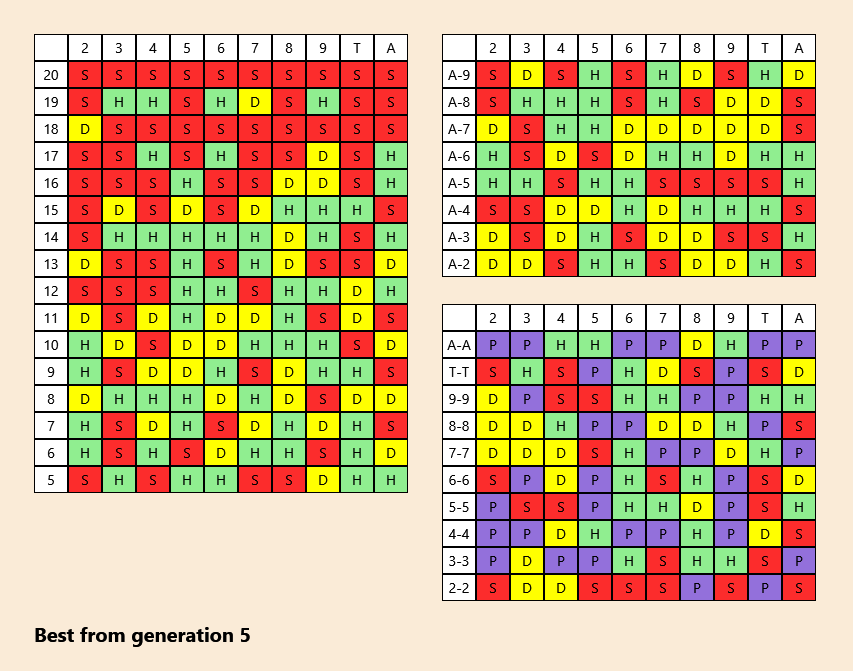 2 3 4 5 6 7 8 9 T A
20 S S S S S S S S S S
19 S H H S H D S H S S
18 D S S S S S S S S S
17 S S H S H S S D S H
16 S S S H S S D D S H
15 S D S D S D H H H S
14 S H H H H H D H S H
13 D S S H S H D S S D
12 S S S H H S H H D H
11 D S D H D D H S D S
10 H D S D D H H H S D
9 H S D D H S D H H S
8 D H H H D H D S D D
7 H S D H S D H D H S
6 H S H S D H H S H D
5 S H S H H S S D H H
2 3 4 5 6 7 8 9 T A
A-9 S D S H S H D S H D
A-8 S H H H S H S D D S
A-7 D S H H D D D D D S
A-6 H S D S D H H D H H
A-5 H H S H H S S S S H
A-4 S S D D H D H H H S
A-3 D S D H S D D S S H
A-2 D D S H H S D D H S
2 3 4 5 6 7 8 9 T A
A-A P P H H P P D H P P
T-T S H S P H D S P S D
9-9 D P S S H H P P H H
8-8 D D H P P D D H P S
7-7 D D D S H P P D H P
6-6 S P D P H S H P S D
5-5 P S S P H H D P S H
4-4 P P D H P P H P D S
3-3 P D P P H S H H S P
2-2 S D D S S S P S P S
Best from generation 5